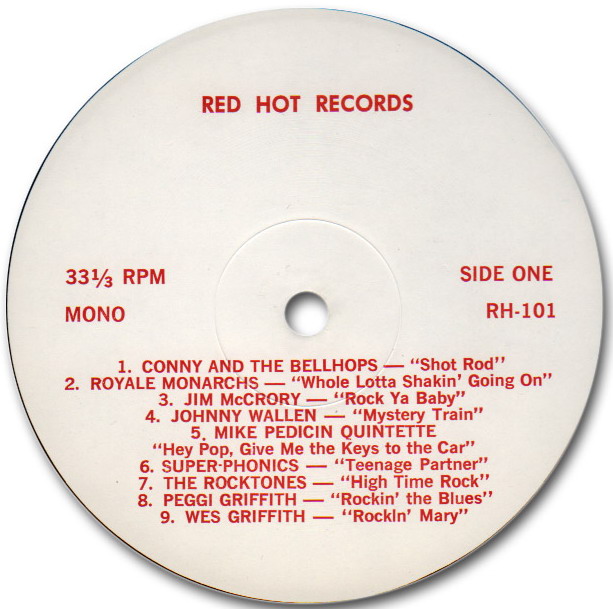 RED HOT RECORDS
33⅓ RPM
SIDE ONE
MONO
RH-101
1. CONNY AND THE BELLHOPS — "Shot Rod"
2. ROYALE MONARCHS — "Whole Lotta Shakin' Going On"
3. JIM McCRORY — "Rock Ya Baby"
4. JOHNNY WALLEN — "Mystery Train"
5. MIKE PEDICIN QUINTETTE
"Hey Pop, Give Me the Keys to the Car"
6. SUPER-PHONICS — "Teenage Partner"
7. THE ROCKTONES — "High Time Rock"
8. PEGGI GRIFFITH — "Rockin' the Blues"
9. WES GRIFFITH — "RockIn' Mary"